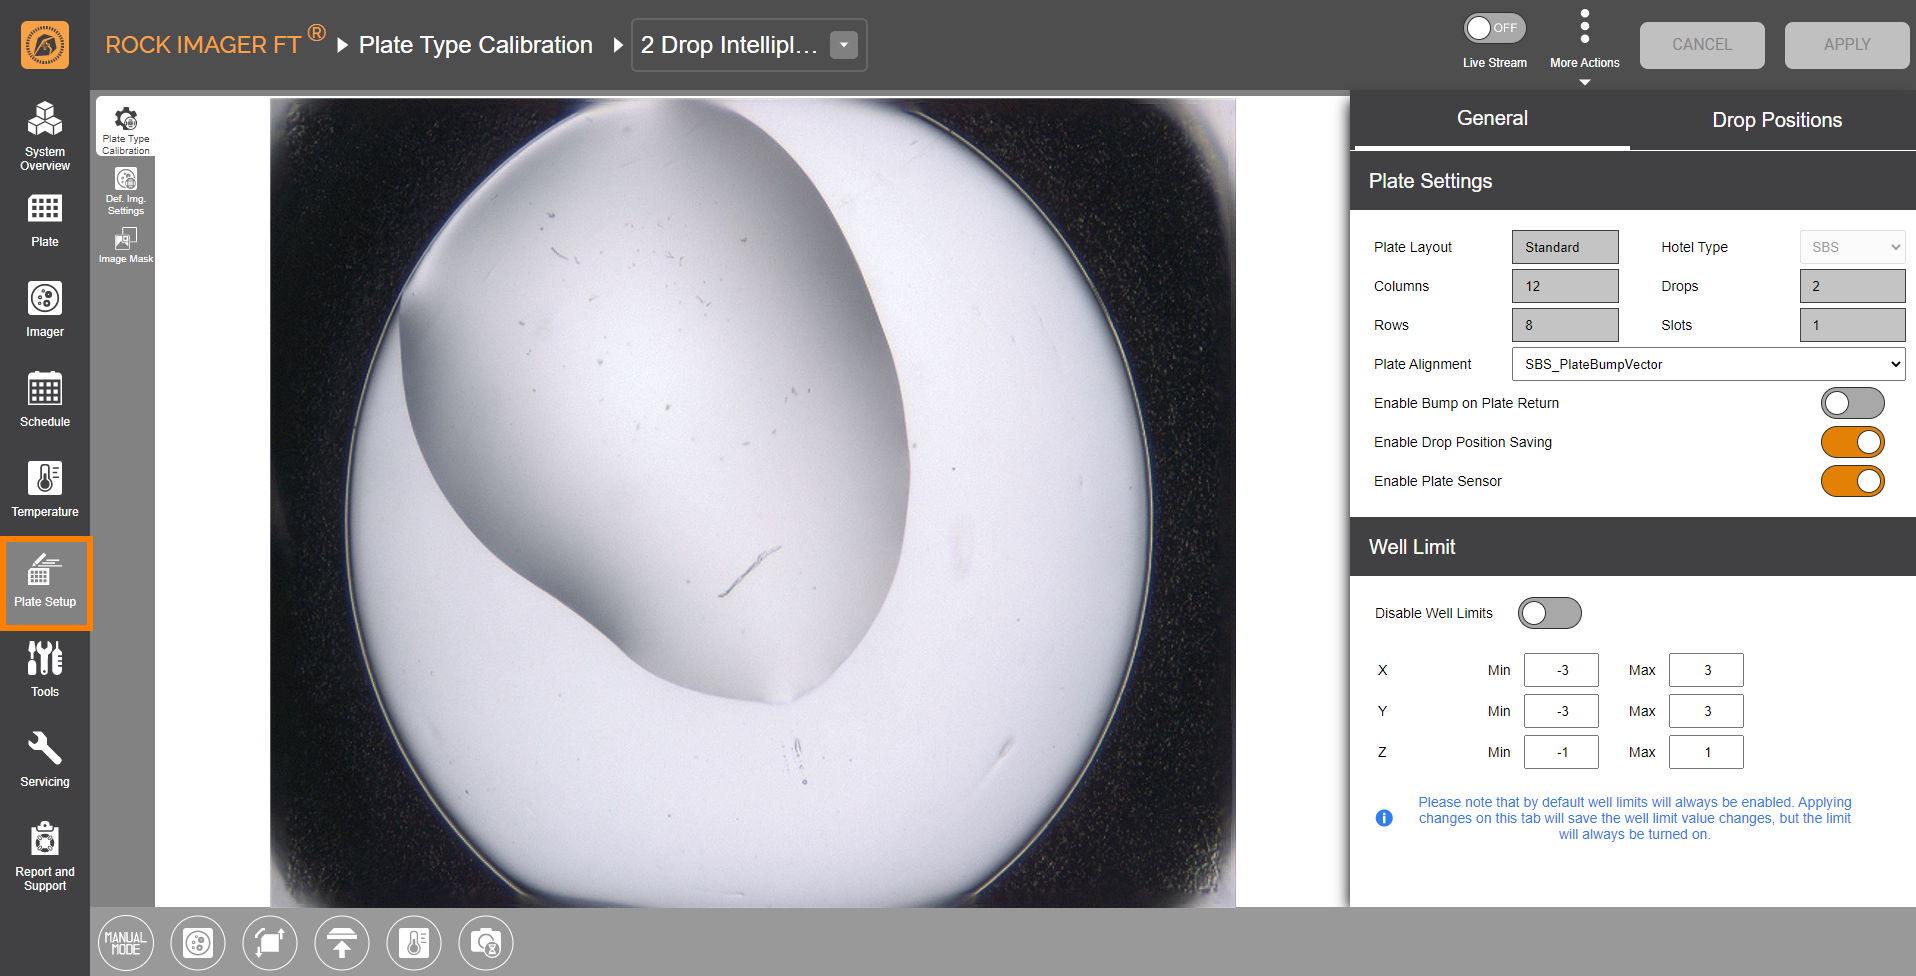 ROCK IMAGER FT ®
Plate Type Calibration
2 Drop Intellipl...
OFF
Live Stream
More Actions
CANCEL
APPLY
System
Overview
Plate
Imager
Schedule
Temperature
Plate Setup
Tools
Servicing
Report and
Support
Plate Type
Calibration
Def. Img.
Settings
Image Mask
General
Drop Positions
Plate Settings
Plate Layout Standard Hotel Type SBS
Columns 12 Drops 2
Rows 8 Slots 1
Plate Alignment SBS_PlateBumpVector
Enable Bump on Plate Return
Enable Drop Position Saving
Enable Plate Sensor
Well Limit
Disable Well Limits
X Min -3 Max 3
Y Min -3 Max 3
Z Min -1 Max 1
Please note that by default well limits will always be enabled. Applying
changes on this tab will save the well limit value changes, but the limit
will always be turned on.
MANUAL
MODE